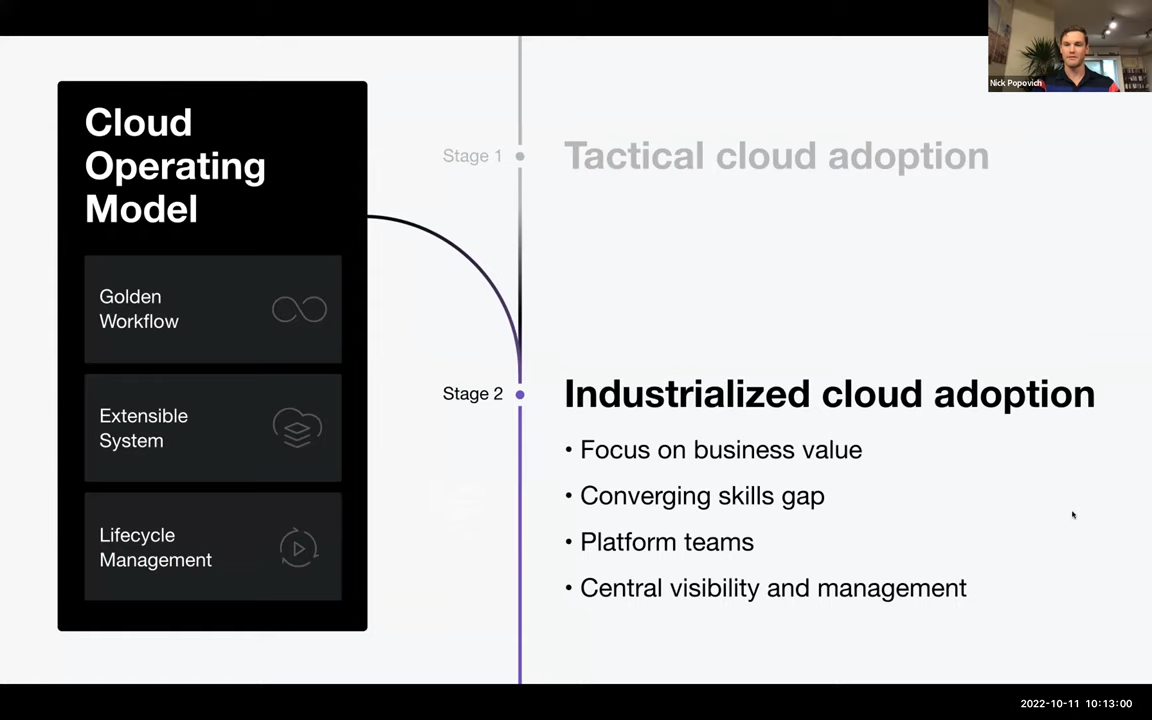 Nick Popovich
Cloud
Operating
Model
Golden
Workflow
Extensible
System
Lifecycle
Management
Stage 1
Tactical cloud adoption
Stage 2
Industrialized cloud adoption
• Focus on business value
• Converging skills gap
• Platform teams
• Central visibility and management
2022-10-11 10:13:00